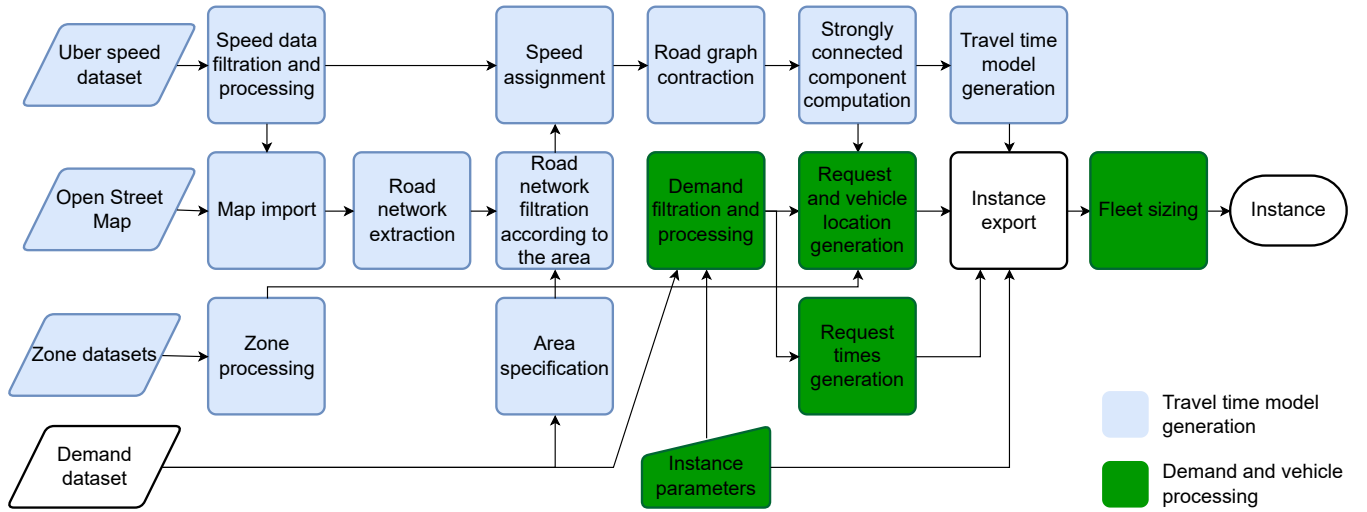 Uber speed
dataset
Speed data
filtration and
processing
Speed
assignment
Road graph
contraction
Strongly
connected
component
computation
Travel time
model
generation
Open Street
Map
Map import
Road
network
extraction
Road
network
filtration
according to
the area
Demand
filtration and
processing
Request
and vehicle
location
generation
Instance
export
Fleet sizing
Instance
Zone datasets
Zone
processing
Area
specification
Request
times
generation
Demand
dataset
Instance
parameters
Travel time model
generation
Demand and vehicle
processing